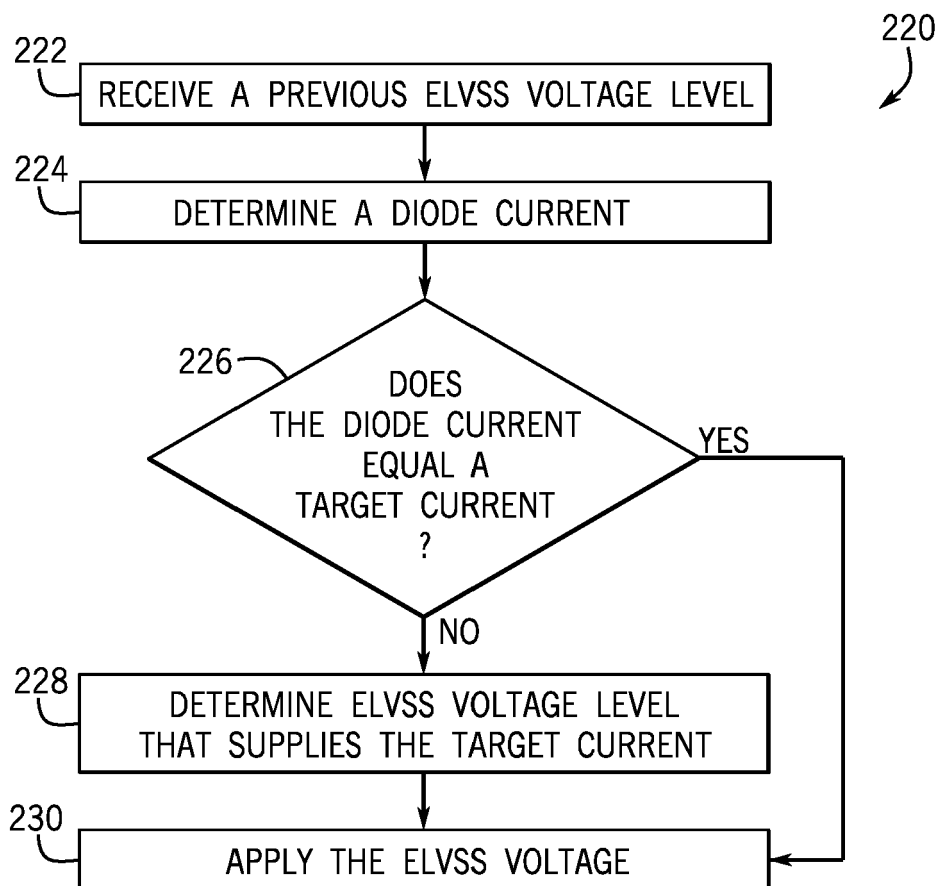 220
222
RECEIVE A PREVIOUS ELVSS VOLTAGE LEVEL
224
DETERMINE A DIODE CURRENT
226
DOES
THE DIODE CURRENT
EQUAL A
TARGET CURRENT
?
YES
NO
228
DETERMINE ELVSS VOLTAGE LEVEL
THAT SUPPLIES THE TARGET CURRENT
230
APPLY THE ELVSS VOLTAGE